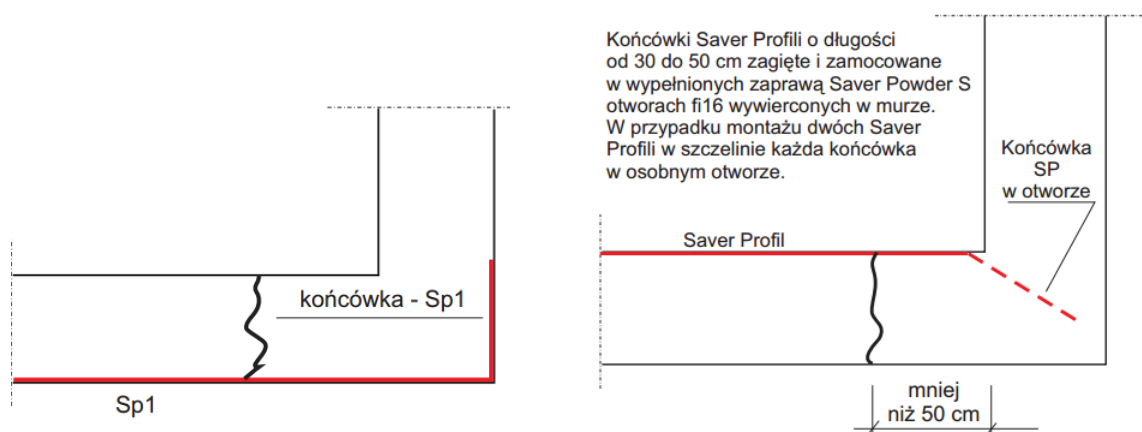 końcówka - Sp1
Sp1
Końcówki Saver Profili o długości
od 30 do 50 cm zagięte i zamocowane
w wypełnionych zaprawą Saver Powder S
otworach fi16 wywierconych w murze.
W przypadku montażu dwóch Saver
Profili w szczelinie każda końcówka
w osobnym otworze.
Końcówka
SP
w otworze
Saver Profil
mniej
niż 50 cm